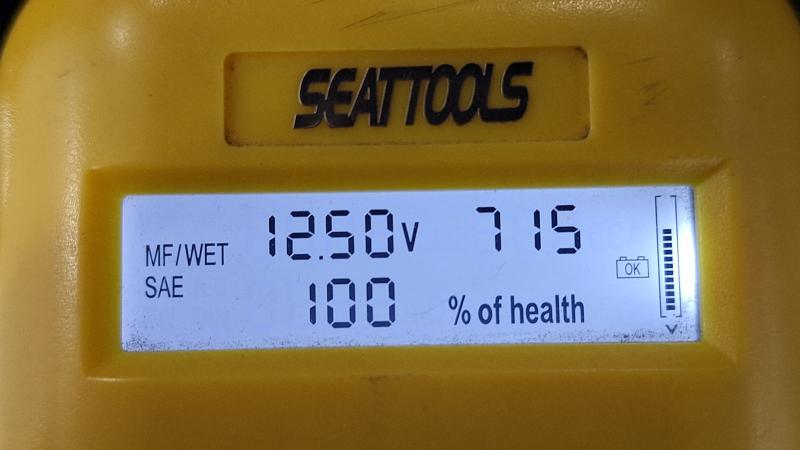 SEATTOOLS
MF/WET 12.50V 715
SAE
OK
100 % of health